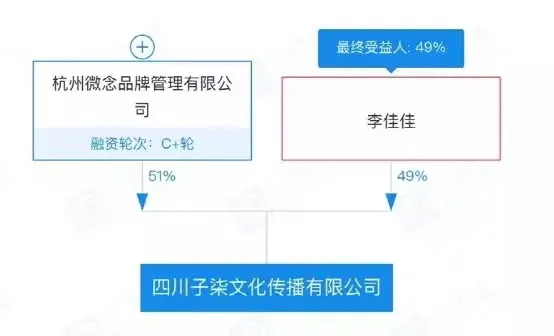 最终受益人: 49%
杭州微念品牌管理有限公
司
融资轮次：C+轮
李佳佳
51%
49%
四川子柒文化传播有限公司